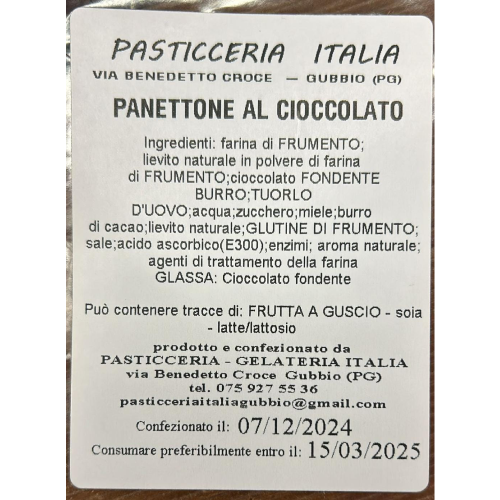 PASTICCERIA ITALIA
VIA BENEDETTO CROCE – GUBBIO (PG)
PANETTONE AL CIOCCOLATO
Ingredienti: farina di FRUMENTO;
lievito naturale in polvere di farina
di FRUMENTO;cioccolato FONDENTE
BURRO;TUORLO
D'UOVO;acqua;zucchero;miele;burro
di cacao;lievito naturale;GLUTINE DI FRUMENTO;
sale;acido ascorbico(E300);enzimi; aroma naturale;
agenti di trattamento della farina
GLASSA: Cioccolato fondente
Può contenere tracce di: FRUTTA A GUSCIO - soia
- latte/lattosio
prodotto e confezionato da
PASTICCERIA - GELATERIA ITALIA
via Benedetto Croce Gubbio (PG)
tel. 075 927 55 36
pasticceriaitaliagubbio@gmail.com
Confezionato il: 07/12/2024
Consumare preferibilmente entro il: 15/03/2025